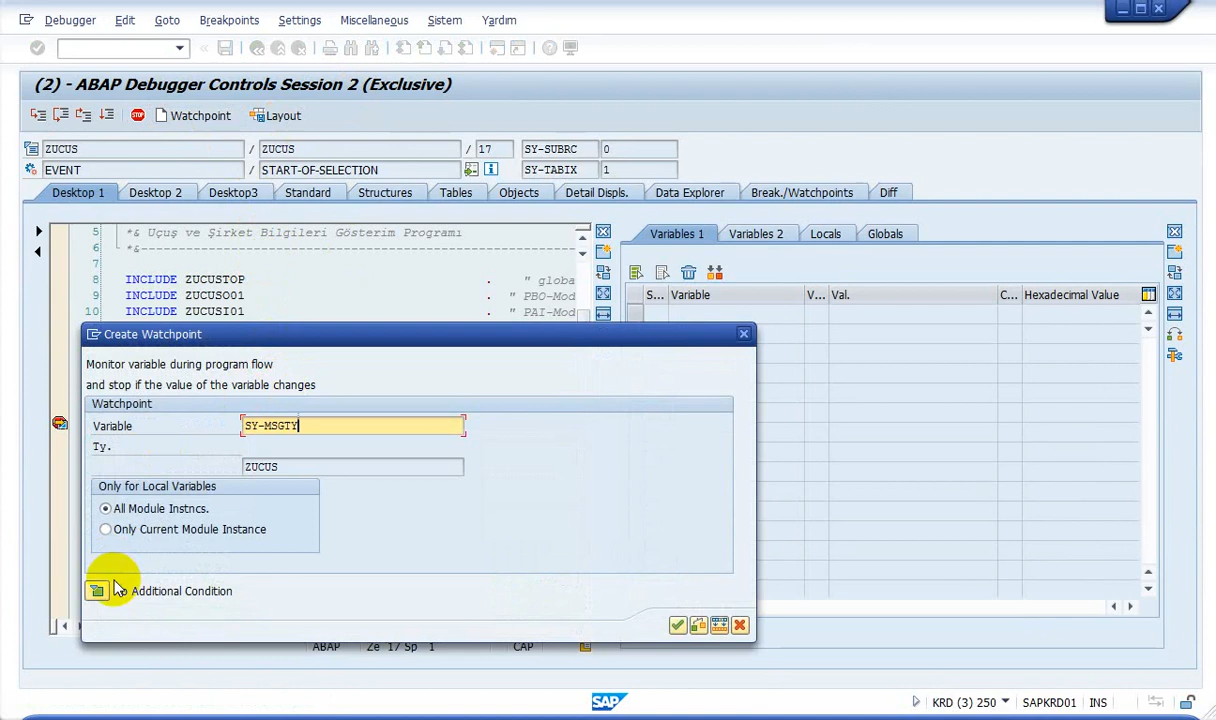 Debugger Edit Goto Breakpoints Settings Miscellaneous Sistem Yardım
(2) - ABAP Debugger Controls Session 2 (Exclusive)
STOP Watchpoint Layout
ZUCUS / ZUCUS / 17 SY-SUBRC 0
EVENT / START-OF-SELECTION SY-TABIX 1
Desktop 1 Desktop 2 Desktop3 Standard Structures Tables Objects Detail Displs. Data Explorer Break./Watchpoints Diff
5 *& Uçuş ve Şirket Bilgileri Gösterim Programı
6 *&---------------------------------------------------------
7
8 INCLUDE ZUCUSTOP . " globa
9 INCLUDE ZUCUSO01 . " PBO-Mod
10 INCLUDE ZUCUSI01 . " PAI-Mod
Variables 1 Variables 2 Locals Globals
S... Variable V... Val. C... Hexadecimal Value
Create Watchpoint
Monitor variable during program flow
and stop if the value of the variable changes
Watchpoint
Variable SY-MSGTY
Ty.
ZUCUS
Only for Local Variables
All Module Instncs.
Only Current Module Instance
Additional Condition
ABAP Ze 17 Sp 1 CAP
SAP KRD (3) 250 SAPKRD01 INS